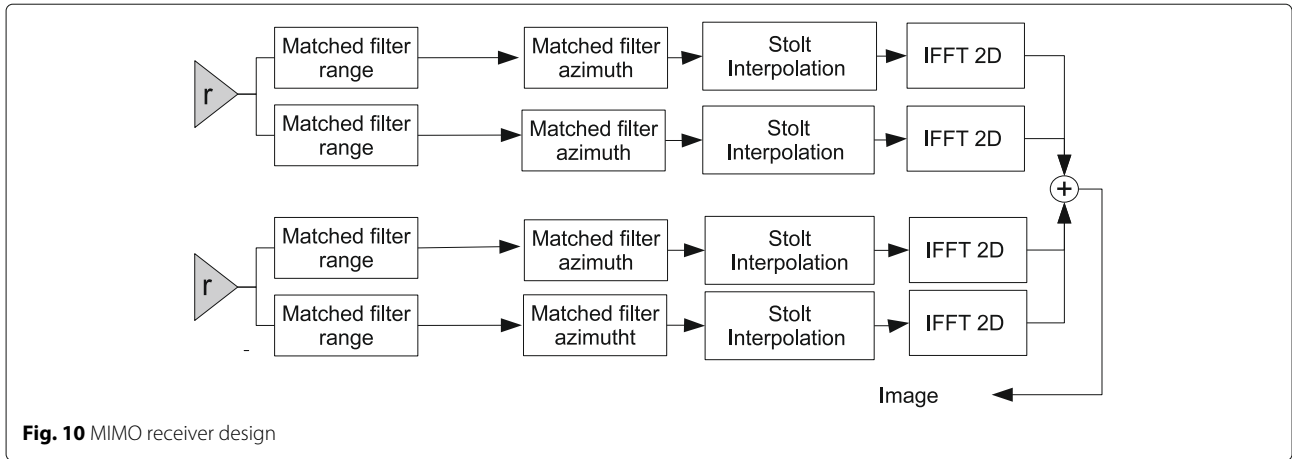 r
Matched filter
range
Matched filter
azimuth
Stolt
Interpolation
IFFT 2D
Matched filter
range
Matched filter
azimuth
Stolt
Interpolation
IFFT 2D
+
r
Matched filter
range
Matched filter
azimuth
Stolt
Interpolation
IFFT 2D
Matched filter
range
Matched filter
azimutht
Stolt
Interpolation
IFFT 2D
-
Image
Fig. 10 MIMO receiver design